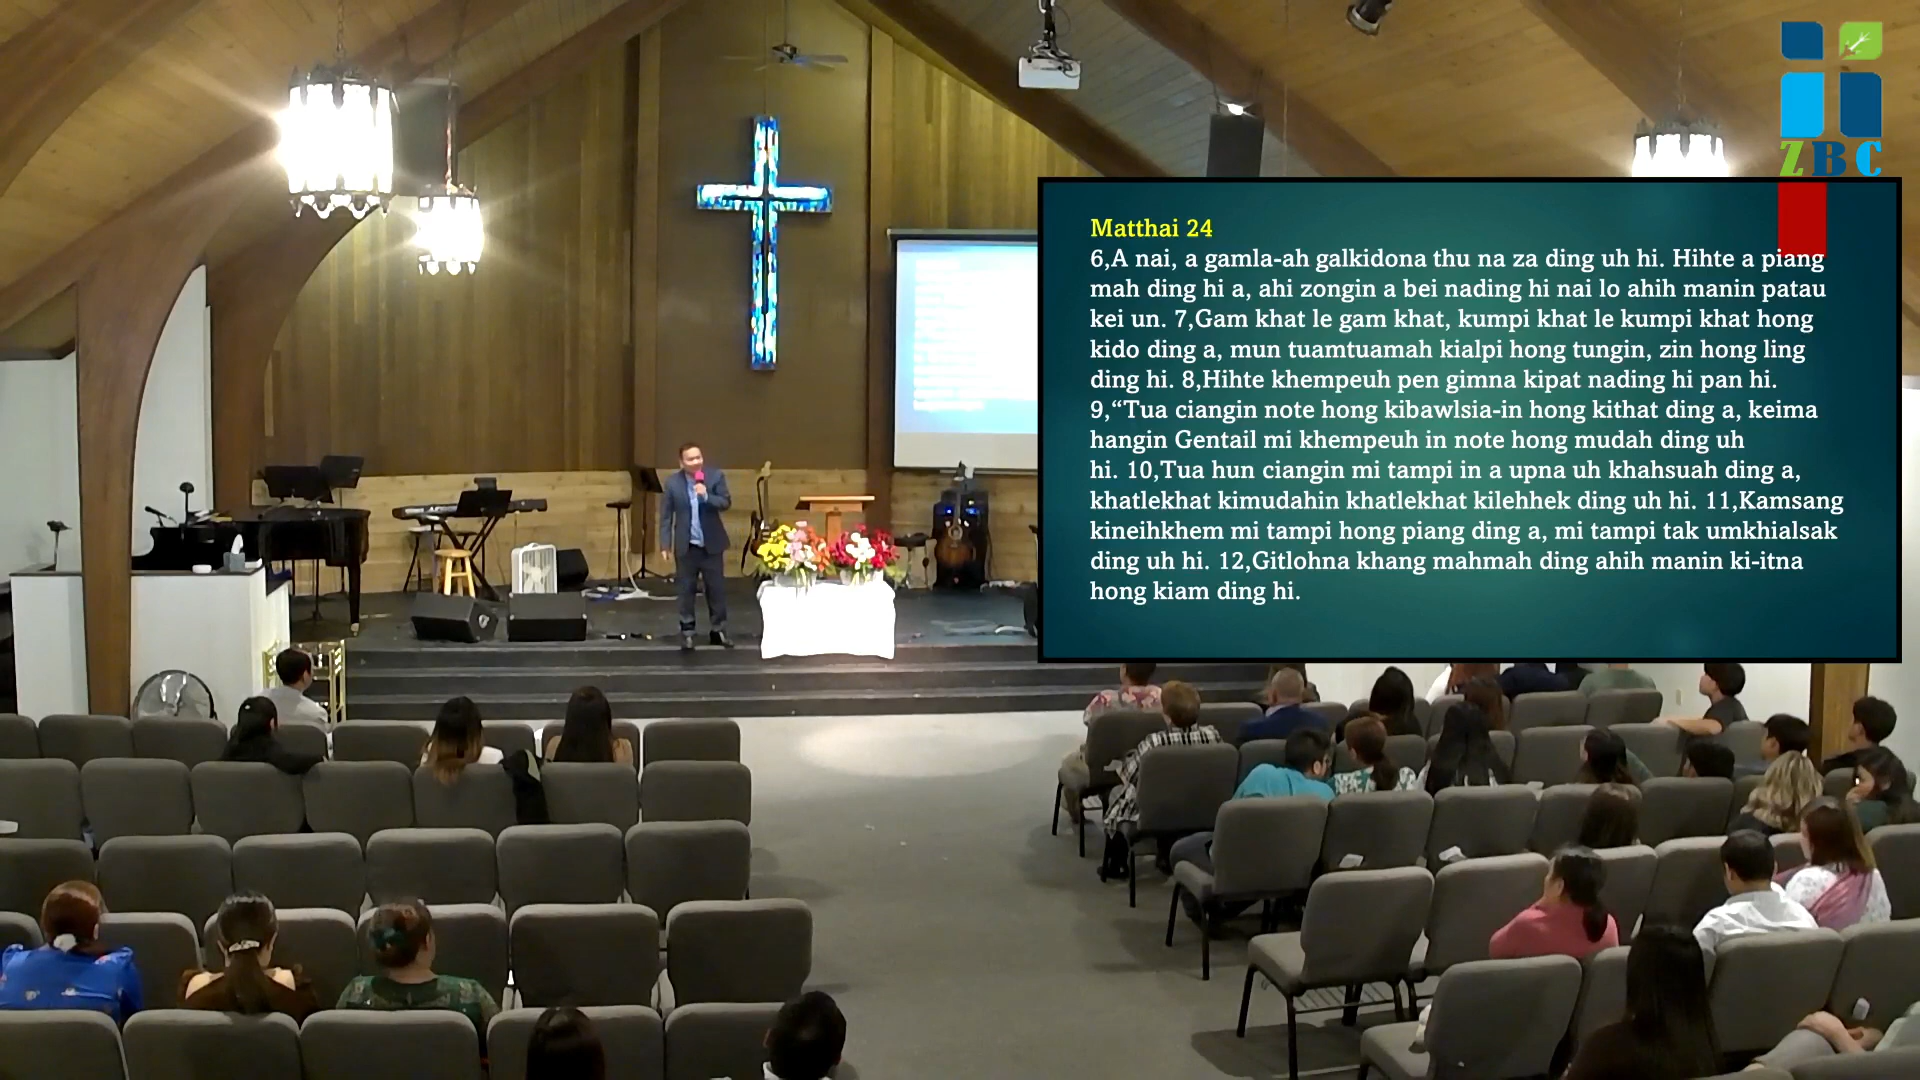 ZBC
Matthai 24
6,A nai, a gamla-ah galkidona thu na za ding uh hi. Hihte a piang
mah ding hi a, ahi zongin a bei nading hi nai lo ahih manin patau
kei un. 7,Gam khat le gam khat, kumpi khat le kumpi khat hong
kido ding a, mun tuamtuamah kialpi hong tungin, zin hong ling
ding hi. 8,Hihte khempeuh pen gimna kipat nading hi pan hi.
9,“Tua ciangin note hong kibawlsia-in hong kithat ding a, keima
hangin Gentail mi khempeuh in note hong mudah ding uh
hi. 10,Tua hun ciangin mi tampi in a upna uh khahsuah ding a,
khatlekhat kimudahin khatlekhat kilehhek ding uh hi. 11,Kamsang
kineihkhem mi tampi hong piang ding a, mi tampi tak umkhialsak
ding uh hi. 12,Gitlohna khang mahmah ding ahih manin ki-itna
hong kiam ding hi.